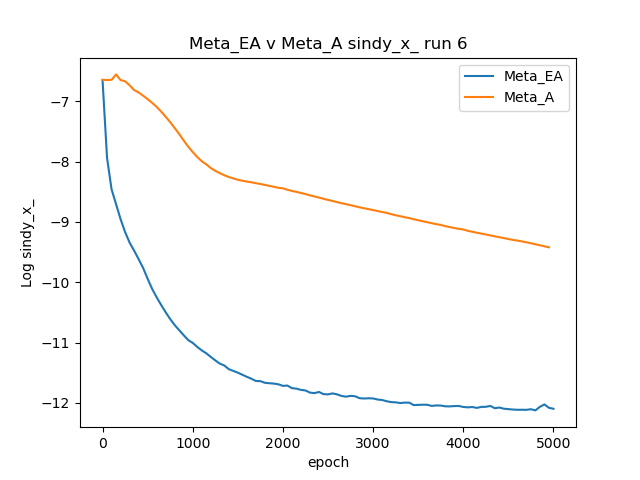 Meta_EA v Meta_A sindy_x_ run 6
Meta_EA
Meta_A
Log sindy_x_
−7
−8
−9
−10
−11
−12
0
1000
2000
3000
4000
5000
epoch